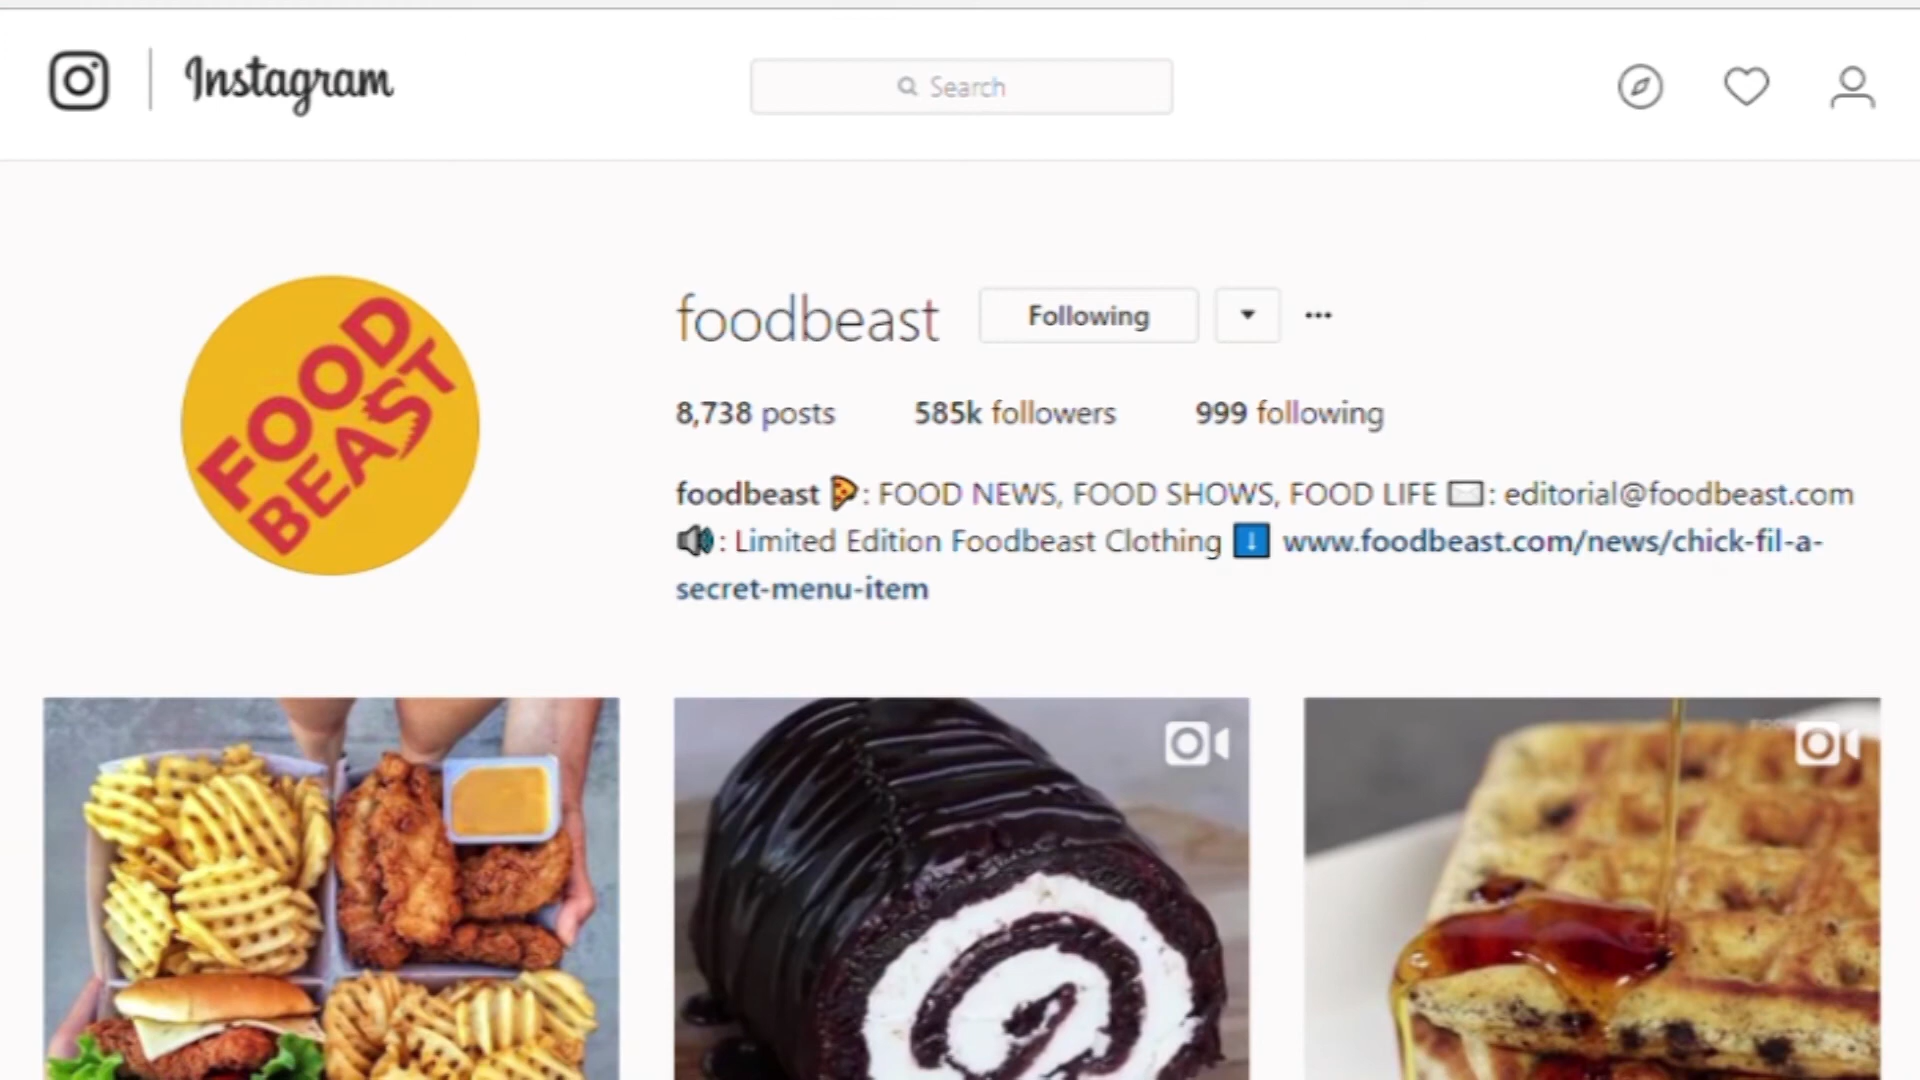 Instagram
Search
foodbeast Following
8,738 posts 585k followers 999 following
foodbeast 🍕: FOOD NEWS, FOOD SHOWS, FOOD LIFE ✉️: editorial@foodbeast.com
🔊: Limited Edition Foodbeast Clothing ⬇️ www.foodbeast.com/news/chick-fil-a-
secret-menu-item
FOOD
BEAST